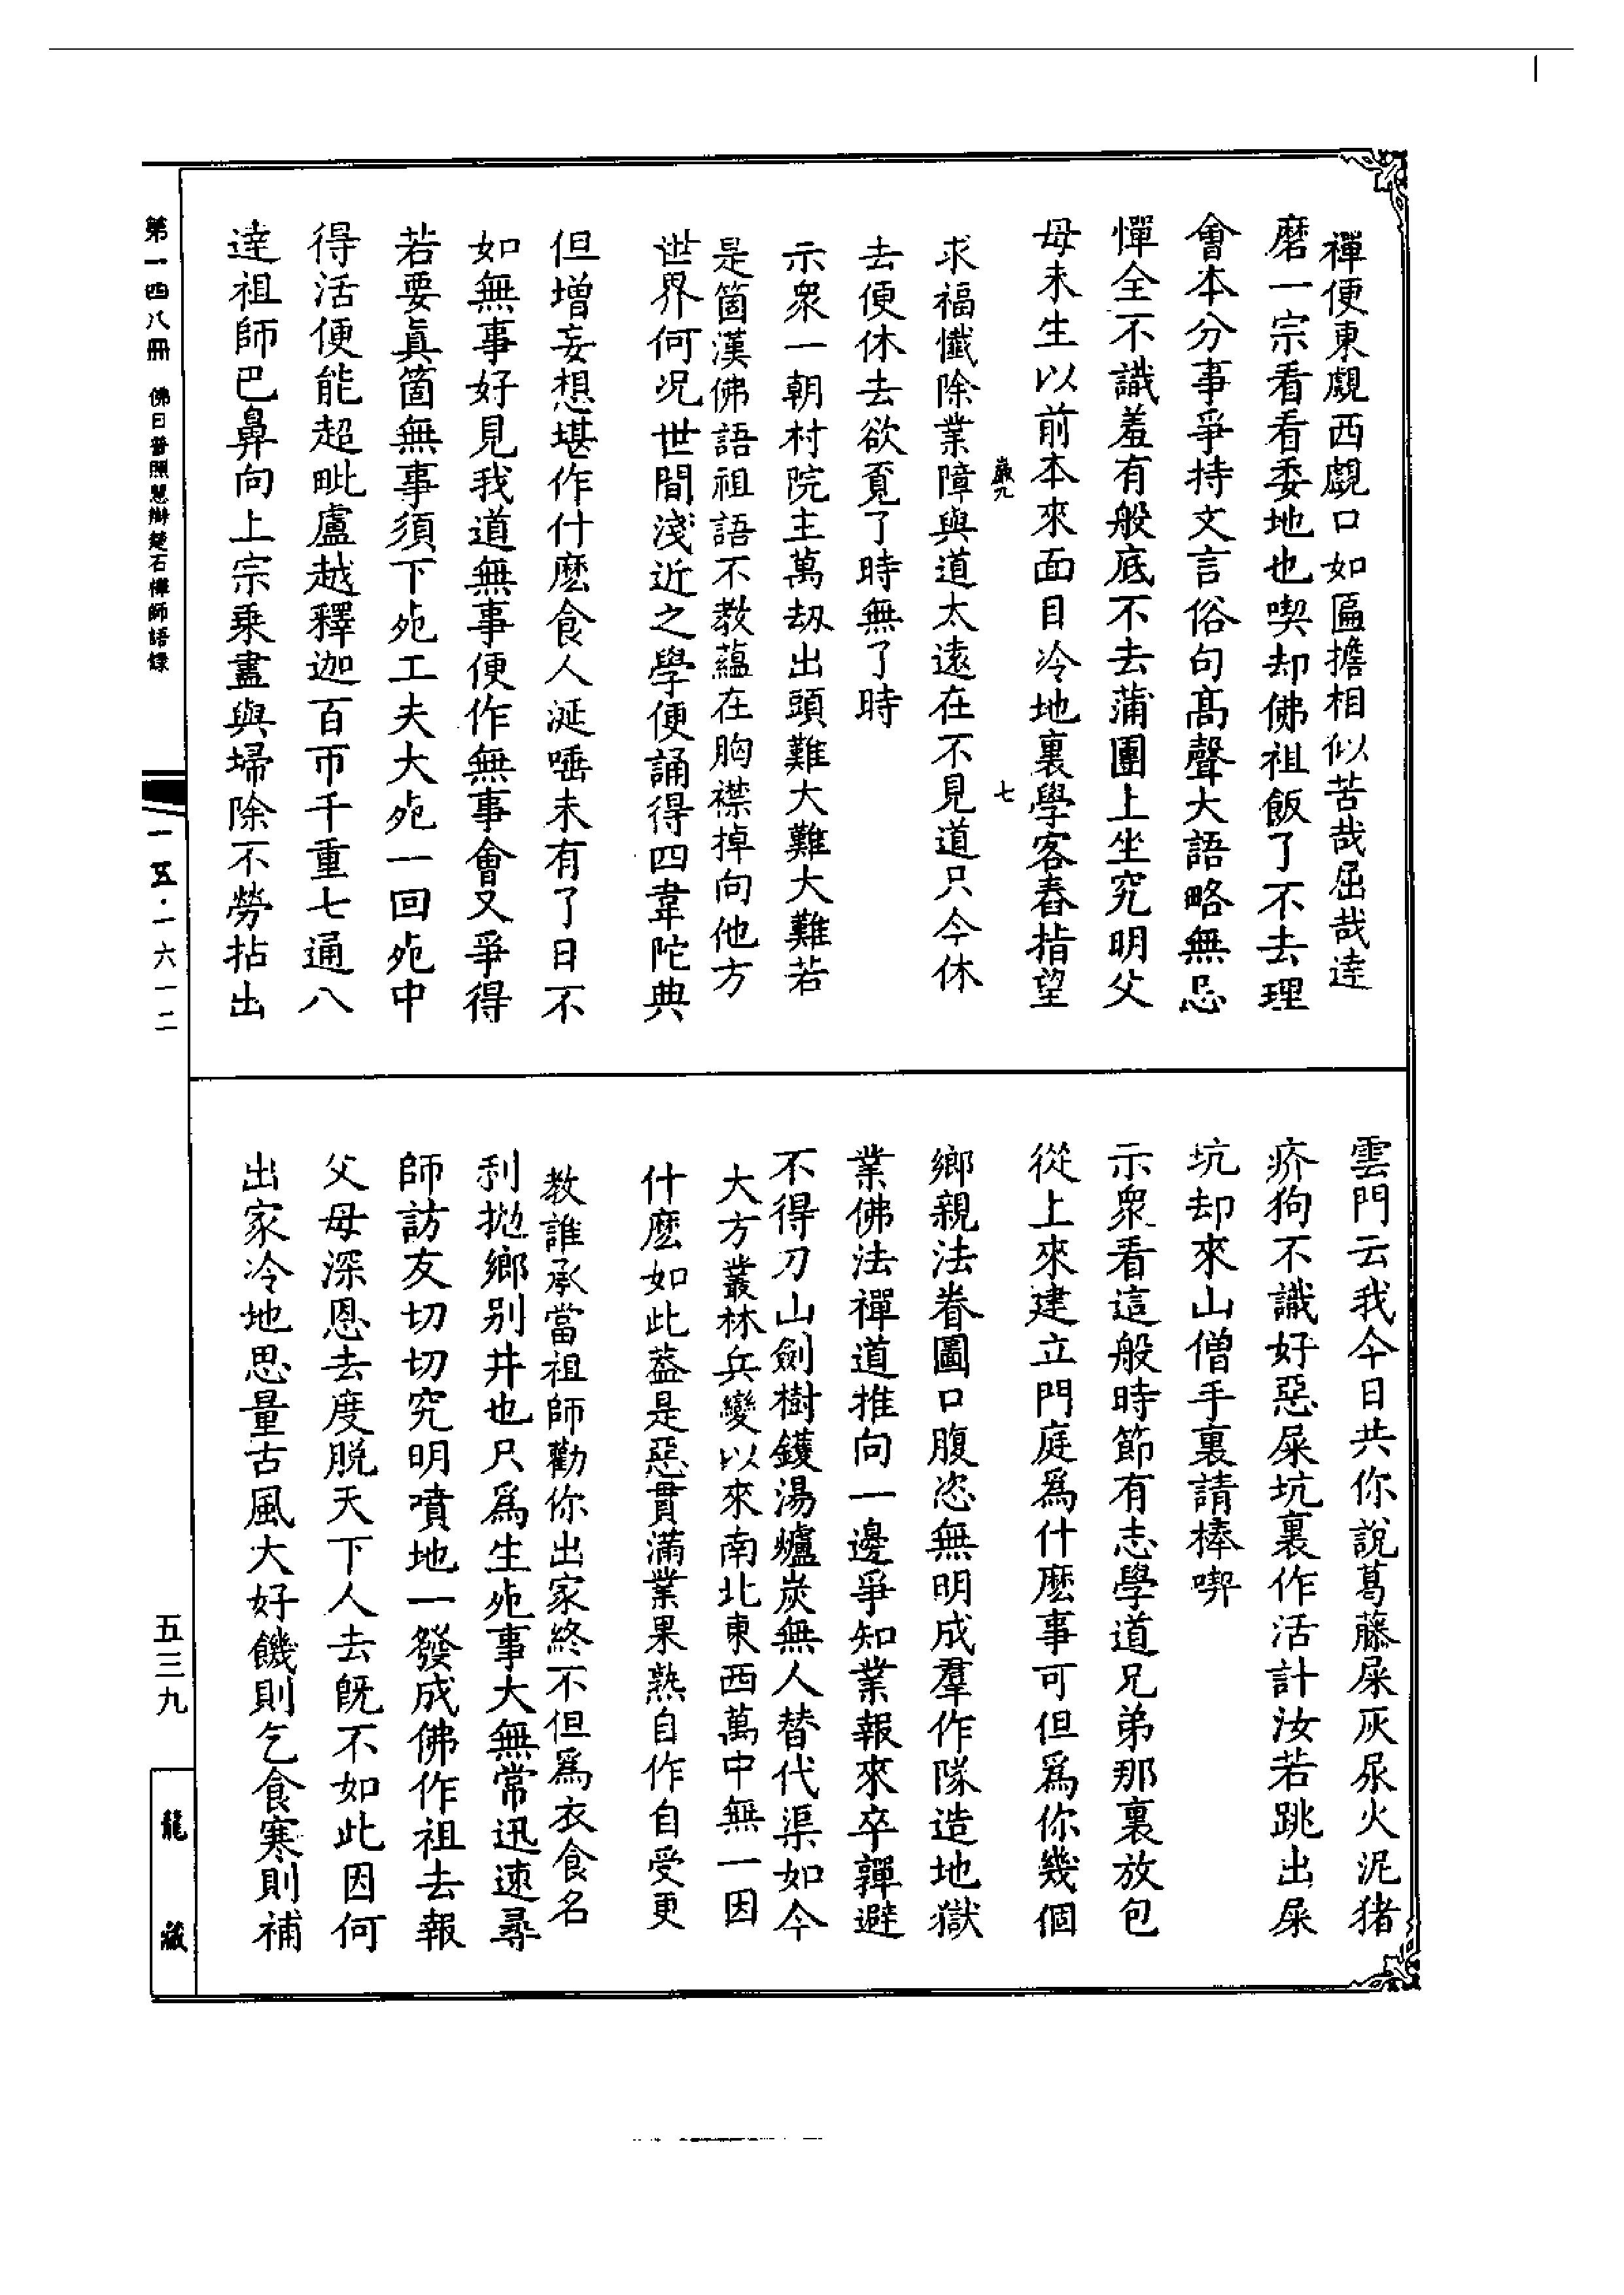 禪便東覷西覷口如匾擔相似苦哉屈哉達
磨一宗看看委地也喫却佛祖飯了不去理
會本分事爭持文言俗句高聲大語略無忌
憚全不識羞有般底不去蒲團上坐究明父
母未生以前本來面目冷地裏學客舂指望
巖九 七
求福懺除業障與道太遠在不見道只今休
去便休去欲覓了時無了時
示衆一朝村院主萬劫出頭難大難大難若
是箇漢佛語祖語不教蘊在胸襟掉向他方
世界何况世間淺近之學便誦得四韋陀典
但增妄想堪作什麽食人涎唾未有了日不
如無事好見我道無事便作無事會又爭得
若要眞箇無事須下死工夫大死一回死中
得活便能超毗盧越釋迦百帀千重七通八
達祖師巴鼻向上宗乗盡與埽除不勞拈出
雲門云我今日共你說葛藤屎灰尿火泥猪
疥狗不識好惡屎坑裏作活計汝若跳出屎
坑却來山僧手裏請棒喫
示衆看這般時節有志學道兄弟那裏放包
從上來建立門庭爲什麽事可但爲你幾個
鄉親法眷圖口腹恣無明成羣作隊造地獄
業佛法禪道推向一邊爭知業報來卒嚲避
不得刀山劍樹鑊湯爐炭無人替代渠如今
大方叢林兵變以來南北東西萬中無一因
什麽如此葢是惡貫滿業果熟自作自受更
教誰承當祖師勸你出家終不但爲衣食名
利拋鄉别井也只爲生死事大無常迅速尋
師訪友切切究明噴地一發成佛作祖去報
父母深恩去度脱天下人去旣不如此因何
出家冷地思量古風大好饑則乞食寒則補
第一四八冊 佛日普照慧辯楚石禪師語錄
一五·一六一二
五三九
龍藏